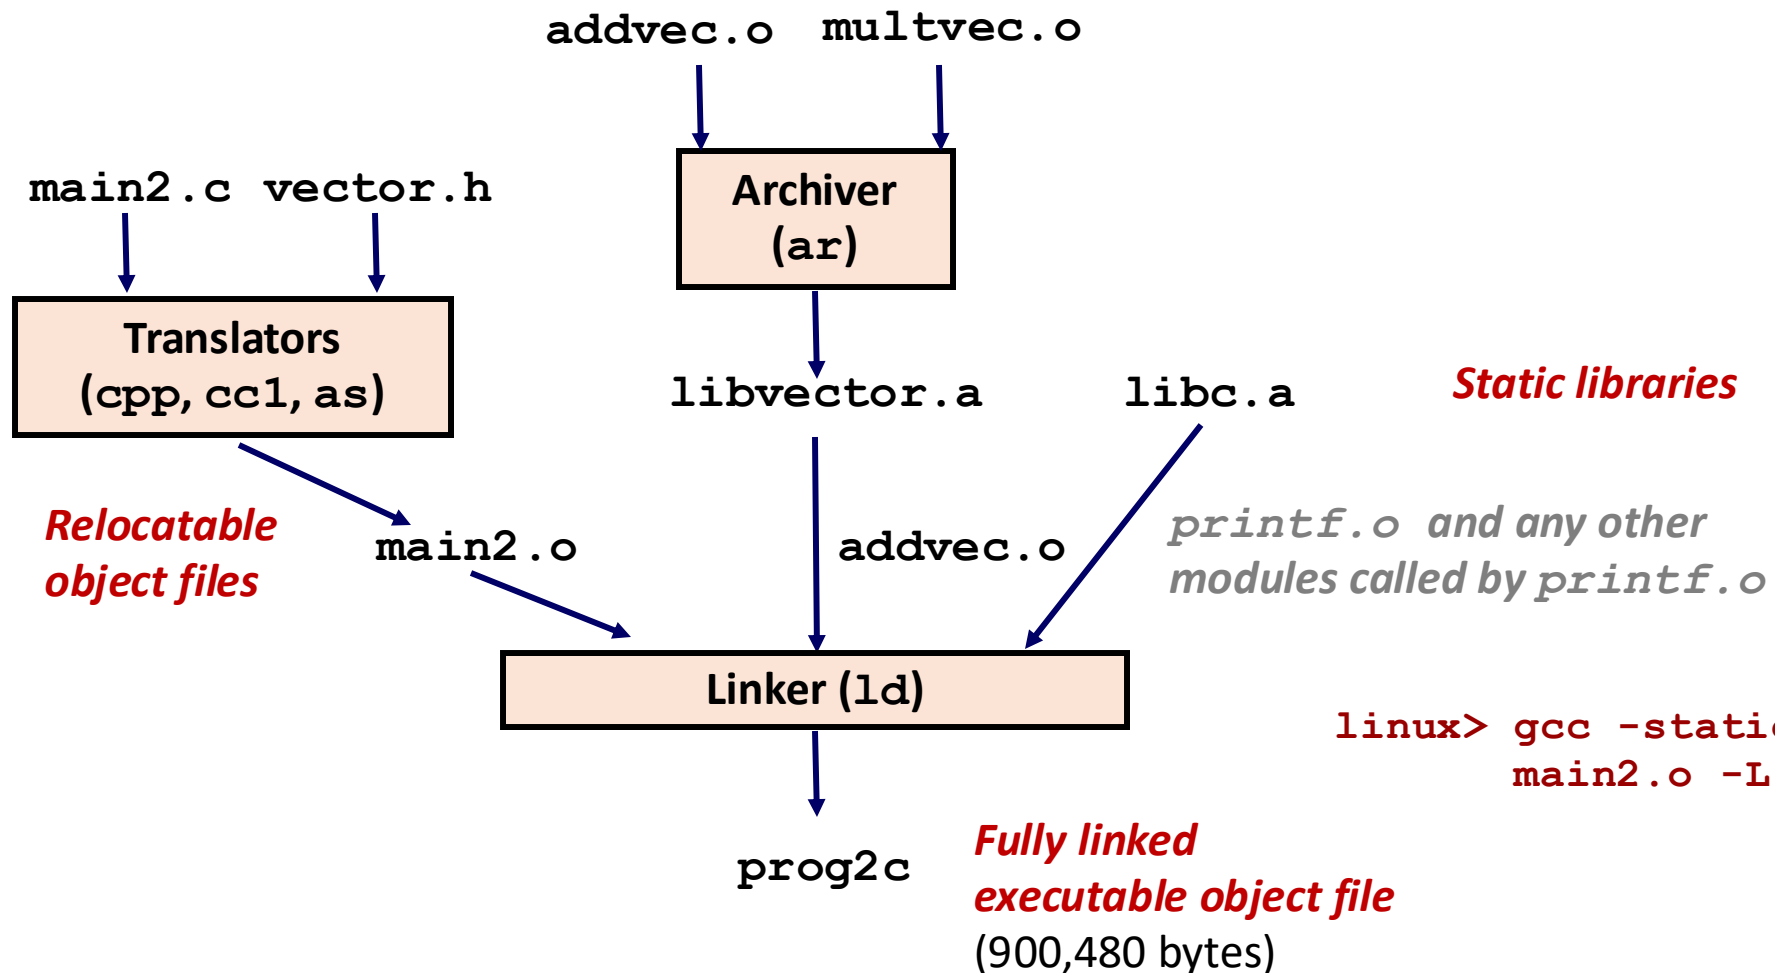 addvec.o multvec.o
main2.c vector.h
Archiver
(ar)
Translators
(cpp, cc1, as)
libvector.a
libc.a
Static libraries
Relocatable
object files
main2.o
addvec.o
printf.o and any other
modules called by printf.o
Linker (ld)
linux> gcc -static
main2.o -L
prog2c
Fully linked
executable object file
(900,480 bytes)